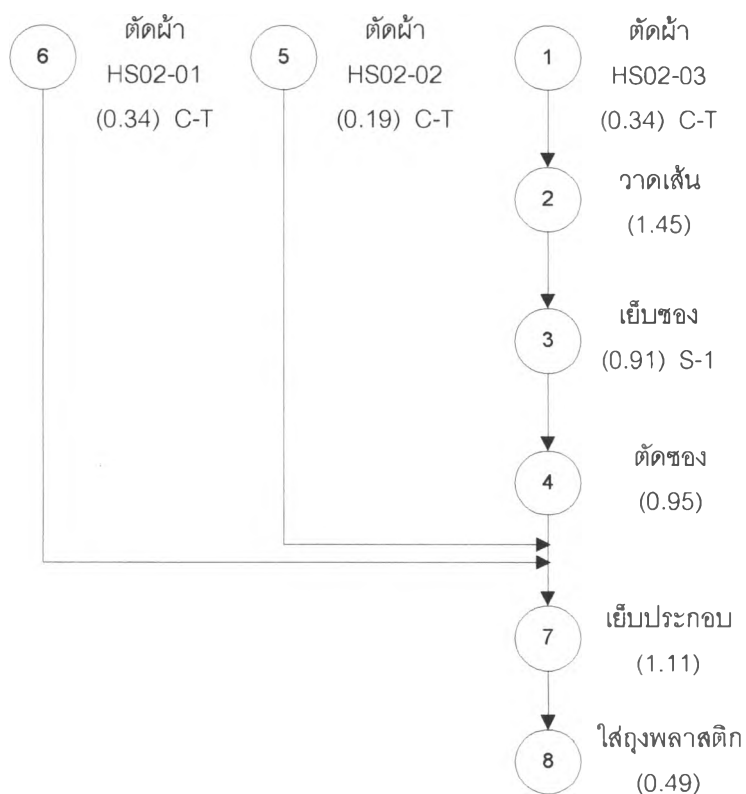 6
ตัดผ้า
HS02-01
(0.34) C-T
5
ตัดผ้า
HS02-02
(0.19) C-T
1
ตัดผ้า
HS02-03
(0.34) C-T
2
วาดเส้น
(1.45)
3
เย็บซอง
(0.91) S-1
4
ตัดซอง
(0.95)
7
เย็บประกอบ
(1.11)
8
ใส่ถุงพลาสติก
(0.49)